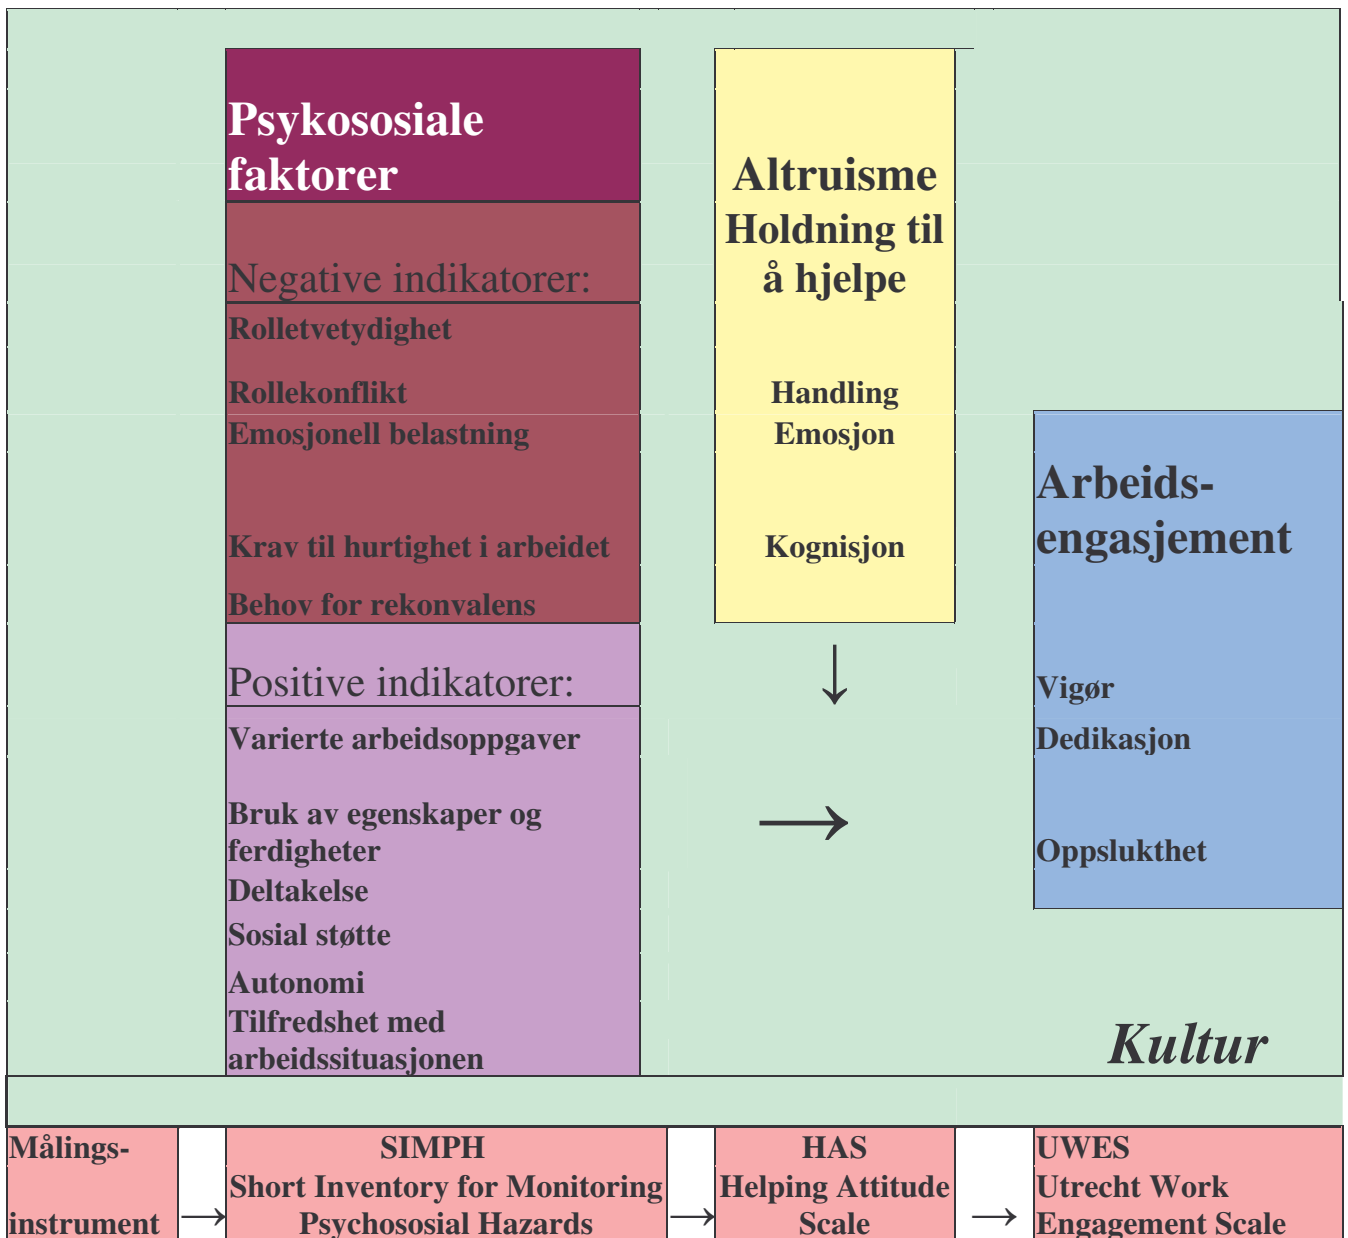 Psykososiale
faktorer
Negative indikatorer:
Rolletvetydighet
Rollekonflikt
Emosjonell belastning
Krav til hurtighet i arbeidet
Behov for rekonvalens
Positive indikatorer:
Varierte arbeidsoppgaver
Bruk av egenskaper og
ferdigheter
Deltakelse
Sosial støtte
Autonomi
Tilfredshet med
arbeidssituasjonen
Altruisme
Holdning til
å hjelpe
Handling
Emosjon
Kognisjon
↓
→
Arbeids-
engasjement
Vigør
Dedikasjon
Oppslukthet
Kultur
Målings-
instrument
→
SIMPH
Short Inventory for Monitoring
Psychososial Hazards
→
HAS
Helping Attitude
Scale
→
UWES
Utrecht Work
Engagement Scale